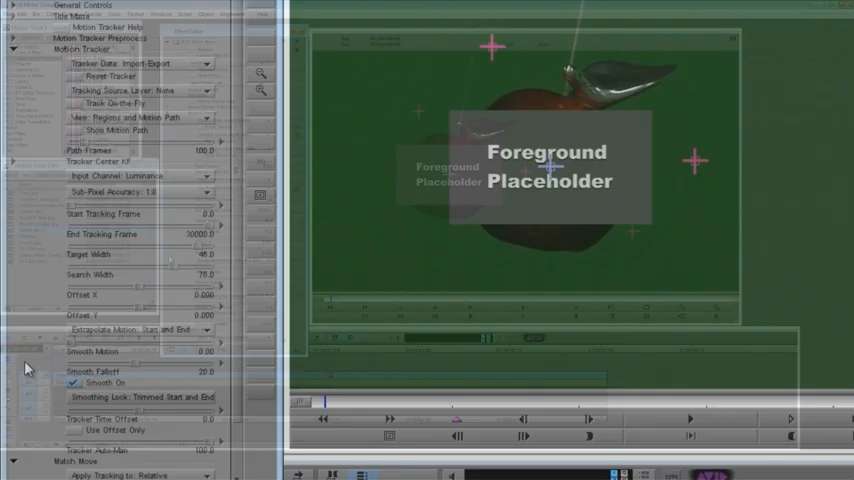 General Controls
Tele Matte
Motion Tracker Help
Motion Tracker Preprocess
Motion Tracker
Tracker Data: Import-Export
Reset Tracker
Tracking Source Layer: None
Track On-the-Fly
View: Regions and Motion Path
Show Motion Path
Path Frames 100.0
Tracker Center KF
Input Channel: Luminance
Sub-Pixel Accuracy: 1:8
Start Tracking Frame 0.0
End Tracking Frame 20000.0
Target Width 48.0
Search Width 76.0
Offset X 0.000
Offset Y 0.000
Extrapolate Motion: Start and End
Smooth Motion 0.00
Smooth Falloff 20.0
Smooth On
Smoothing Lock: Trimmed Start and End
Tracker Time Offset 0.0
Use Offset Only
Tracker Auto-Man 100.0
Match Move
Apply Tracking to: Relative
Effect Editor
Foreground
Placeholder
Foreground
Placeholder
AVID